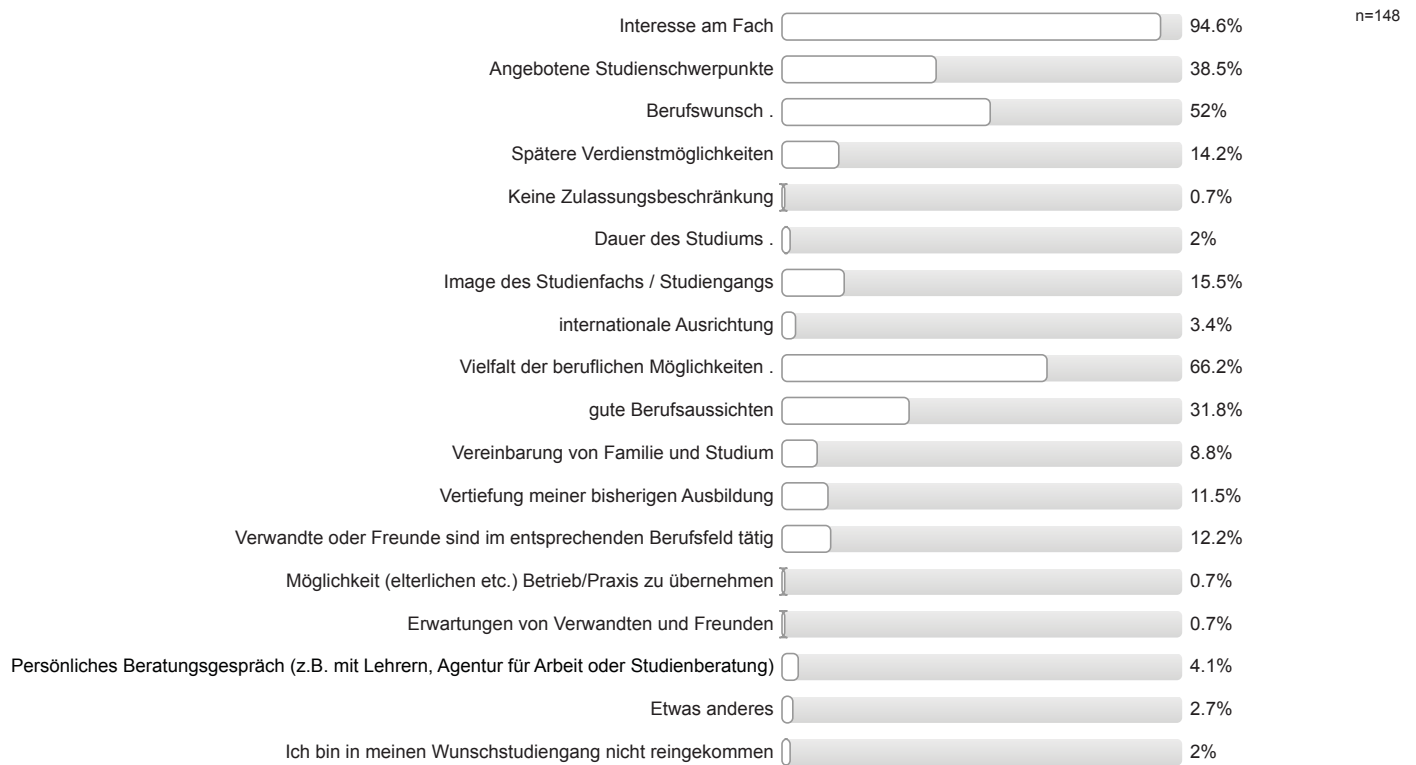 n=148
Interesse am Fach 94.6%
Angebotene Studienschwerpunkte 38.5%
Berufswunsch . 52%
Spätere Verdienstmöglichkeiten 14.2%
Keine Zulassungsbeschränkung 0.7%
Dauer des Studiums . 2%
Image des Studienfachs / Studiengangs 15.5%
internationale Ausrichtung 3.4%
Vielfalt der beruflichen Möglichkeiten . 66.2%
gute Berufsaussichten 31.8%
Vereinbarung von Familie und Studium 8.8%
Vertiefung meiner bisherigen Ausbildung 11.5%
Verwandte oder Freunde sind im entsprechenden Berufsfeld tätig 12.2%
Möglichkeit (elterlichen etc.) Betrieb/Praxis zu übernehmen 0.7%
Erwartungen von Verwandten und Freunden 0.7%
Persönliches Beratungsgespräch (z.B. mit Lehrern, Agentur für Arbeit oder Studienberatung) 4.1%
Etwas anderes 2.7%
Ich bin in meinen Wunschstudiengang nicht reingekommen 2%